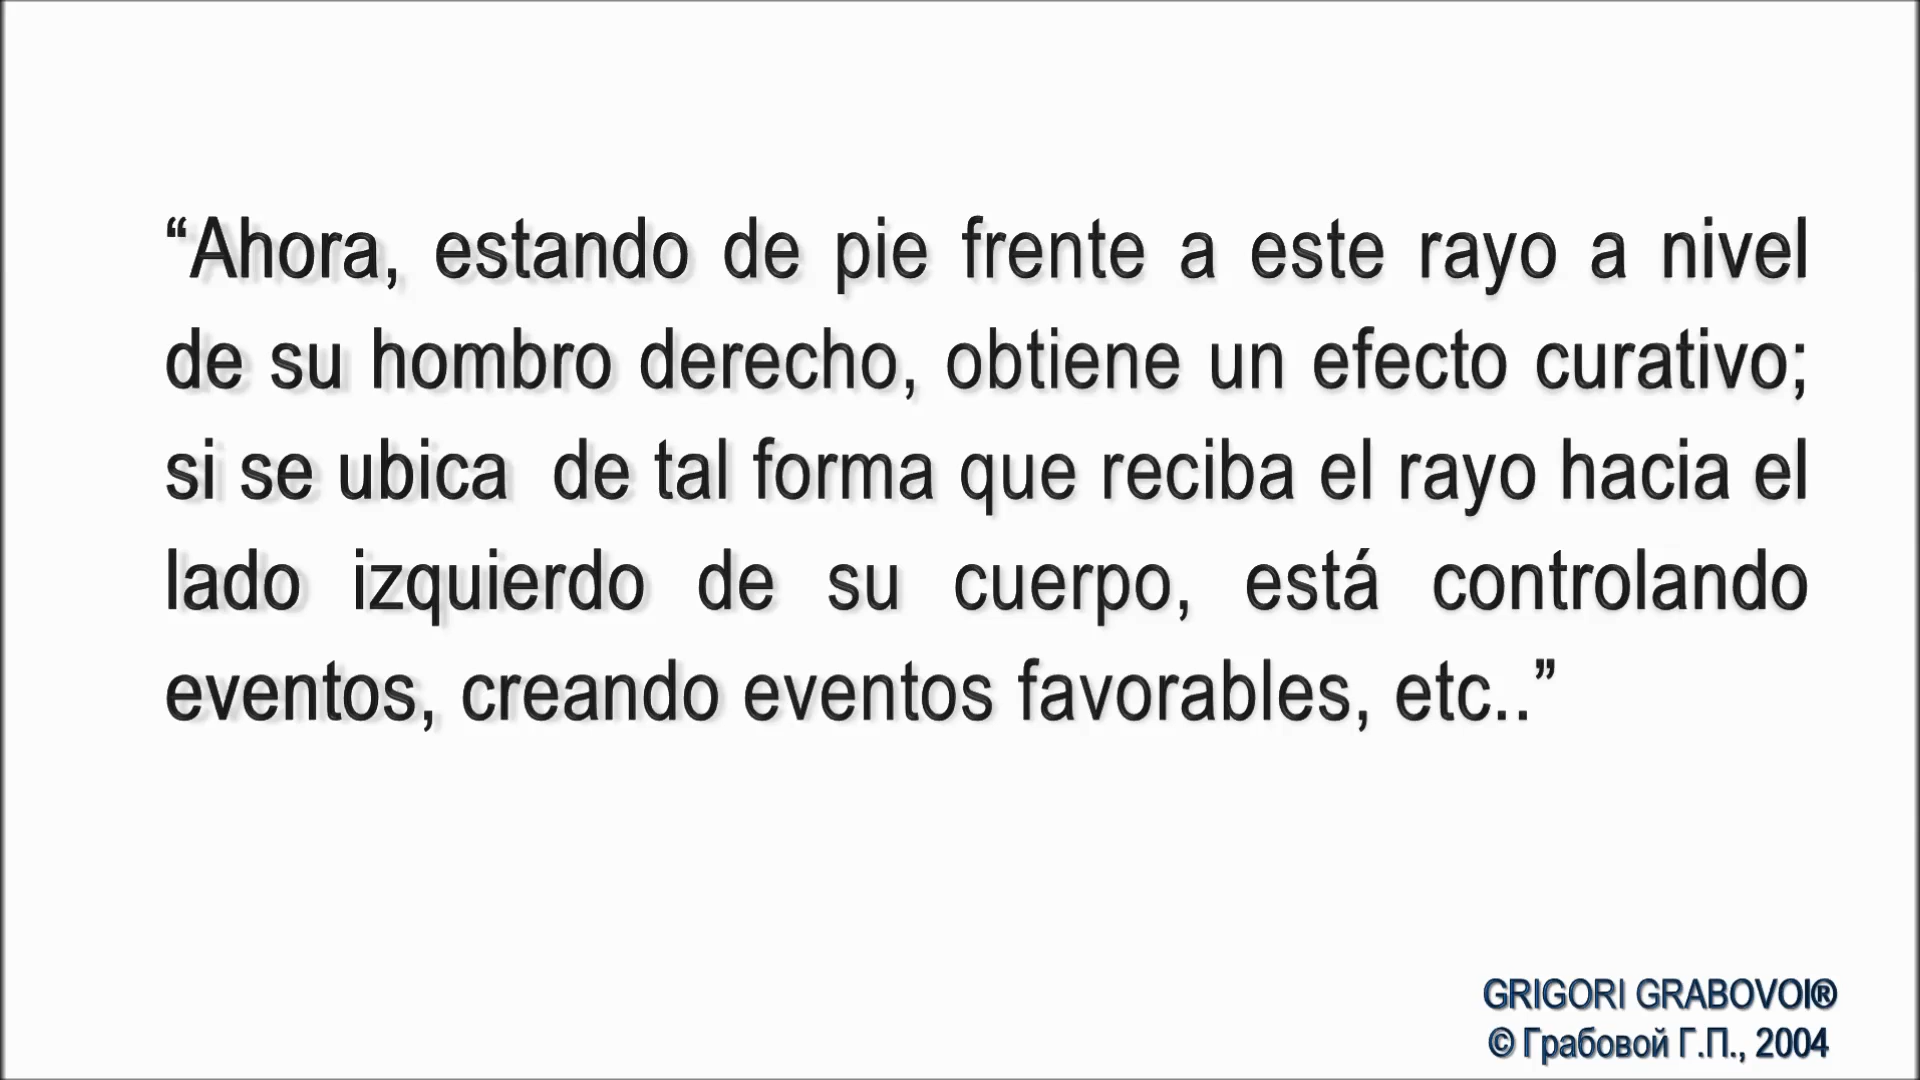 “Ahora, estando de pie frente a este rayo a nivel
de su hombro derecho, obtiene un efecto curativo;
si se ubica  de tal forma que reciba el rayo hacia el
lado izquierdo de su cuerpo, está controlando
eventos, creando eventos favorables, etc..”
GRIGORI GRABOVOI®
© Грабовой Г.П., 2004